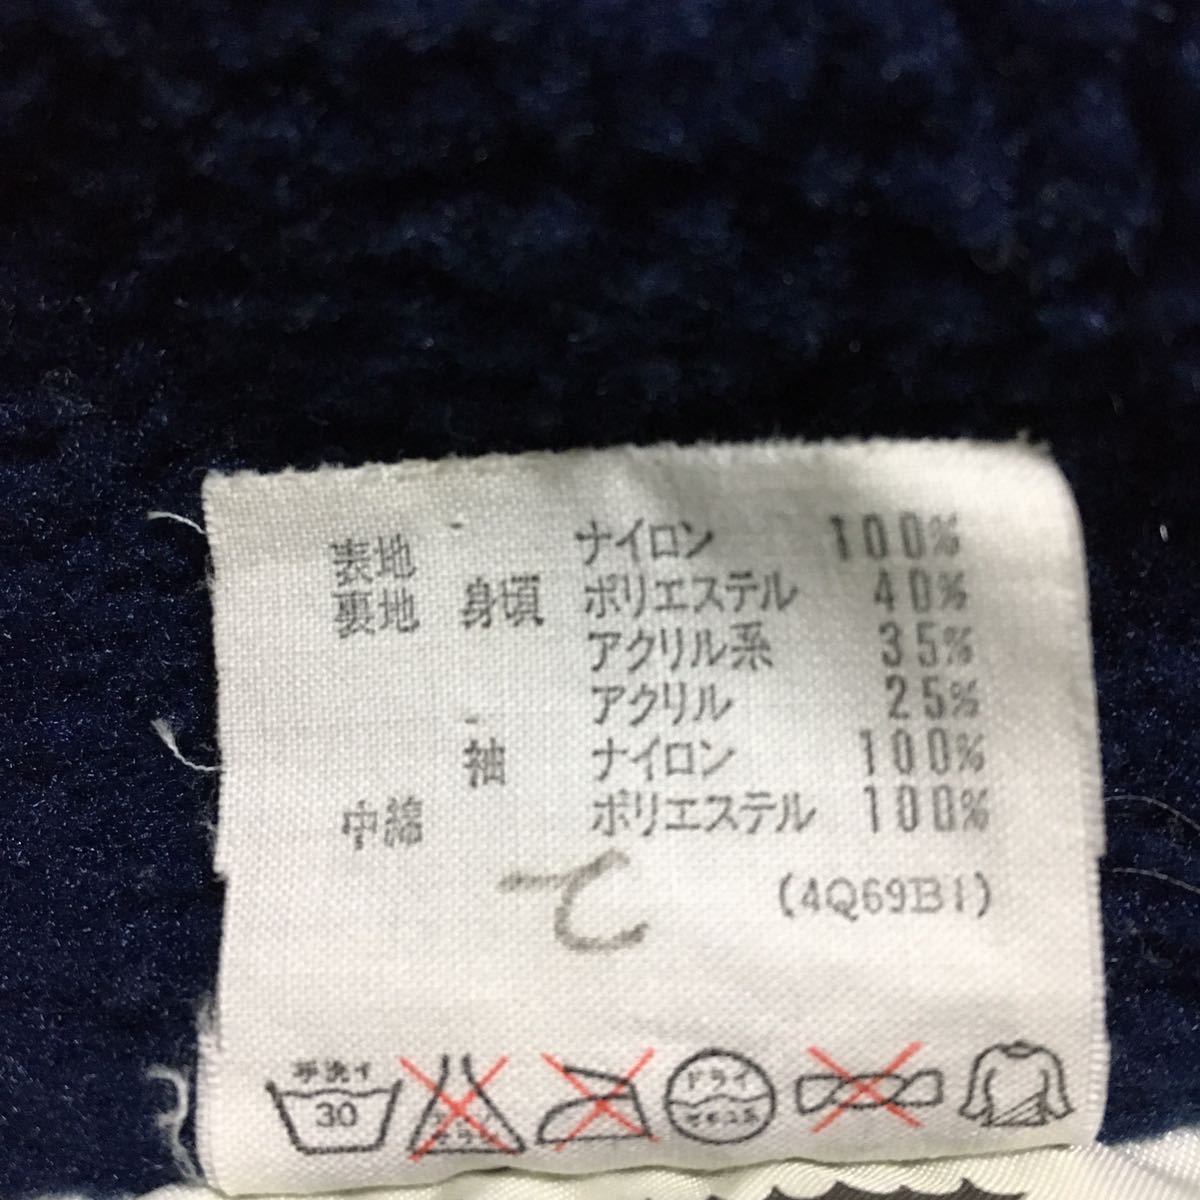 表地 ナイロン 100%
裏地 身頃 ポリエステル 40%
アクリル系 35%
アクリル 25%
袖 ナイロン 100%
中綿 ポリエステル 100%
(4Q69B1)
手洗イ 30 ドライ